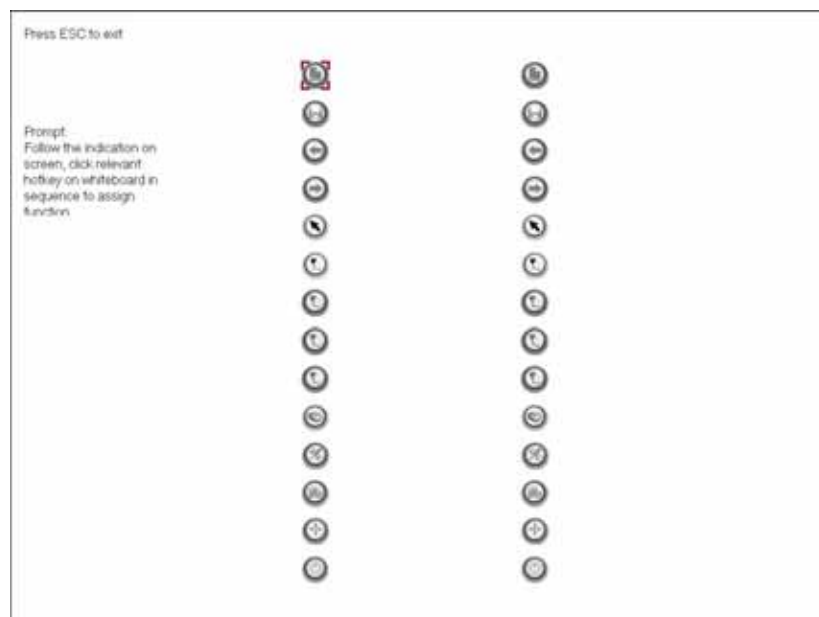 Press ESC to exit
Prompt:
Follow the indication on
screen, click relevant
hotkey on whiteboard in
sequence to assign
function